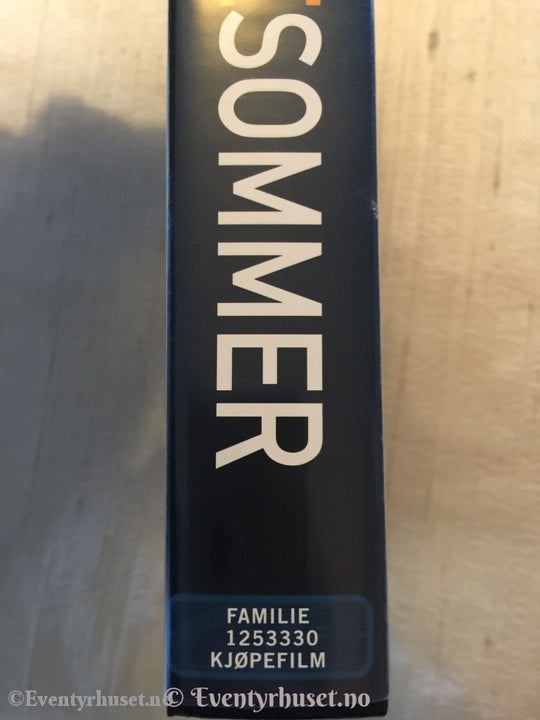 SOMMER
FAMILIE
1253330
KJØPEFILM
©Eventyrhuset.no
© Eventyrhuset.no